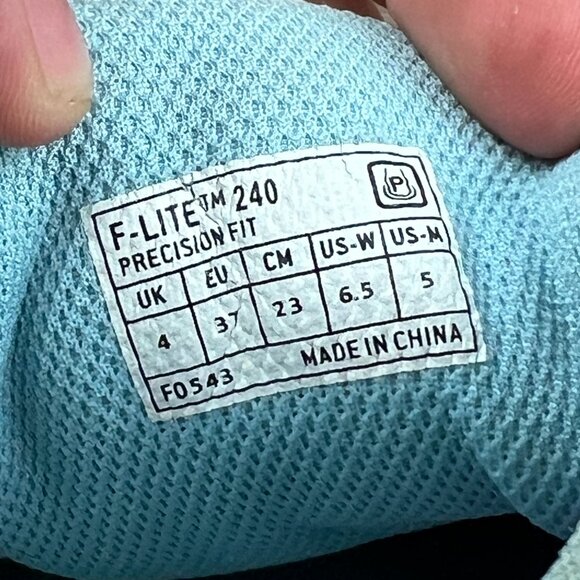 F-LITE™ 240
P
PRECISION FIT
UK EU CM US-W US-M
4 37 23 6.5 5
F0543 MADE IN CHINA